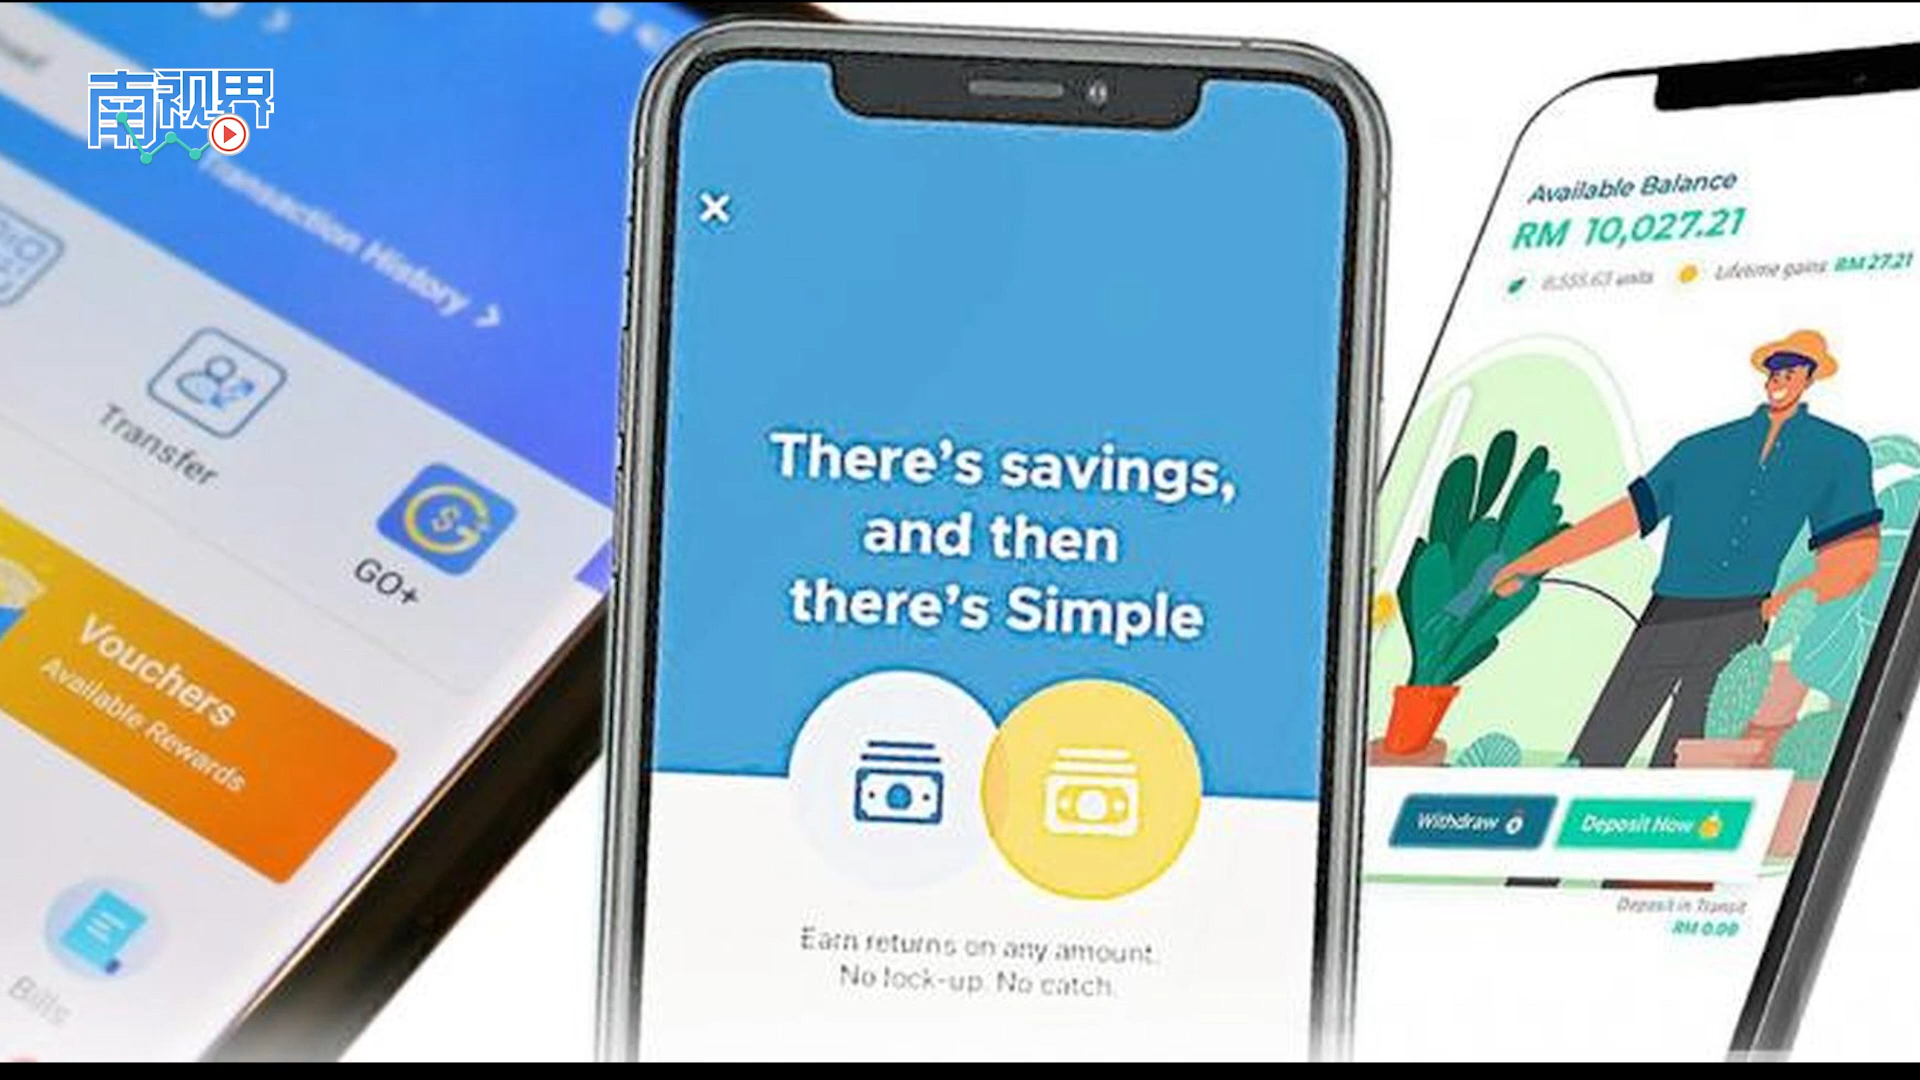 南视界
Transaction History
Transfer
GO+
Vouchers
Available Rewards
Bills
There's savings,
and then
there's Simple
Earn returns on any amount.
No lock-up. No catch.
Available Balance
RM 10,027.21
units
Lifetime gains RM 27.21
Withdraw
Deposit Now
Deposit in Transit
RM 0.00